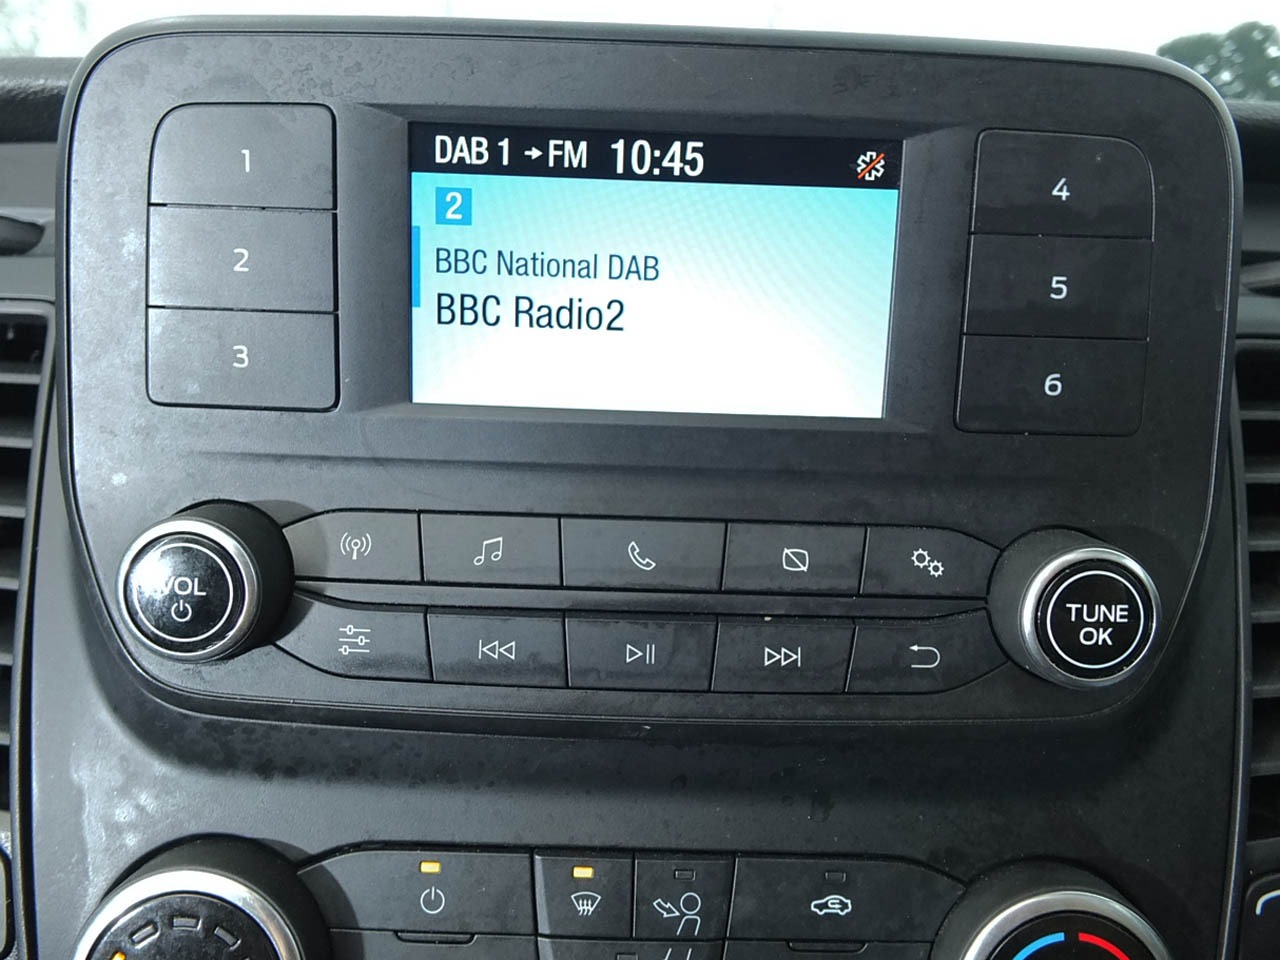 DAB 1 → FM 10:45
2
BBC National DAB
BBC Radio2
1
2
3
4
5
6
VOL
TUNE
OK